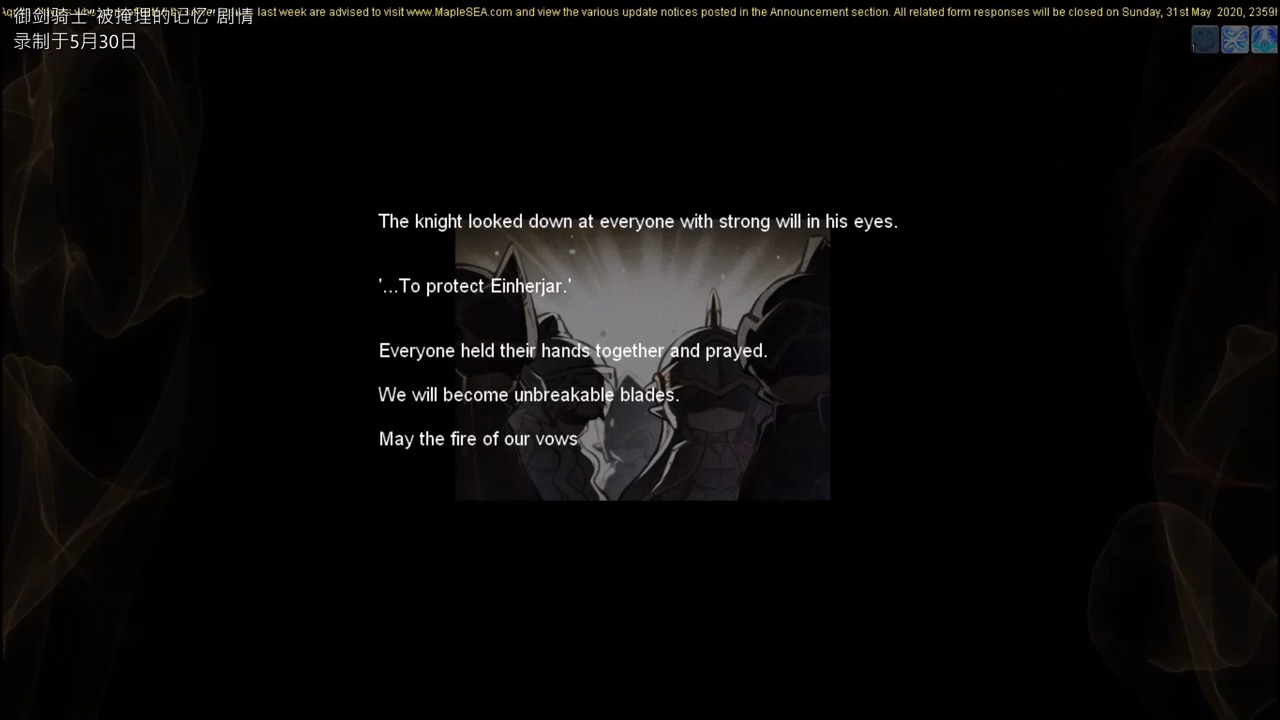 御剑骑士"被掩埋的记忆"剧情
last week are advised to visit www.MapleSEA.com and view the various update notices posted in the Announcement section. All related form responses will be closed on Sunday, 31st May 2020, 2359
录制于5月30日
The knight looked down at everyone with strong will in his eyes.
'...To protect Einherjar.'
Everyone held their hands together and prayed.
We will become unbreakable blades.
May the fire of our vows